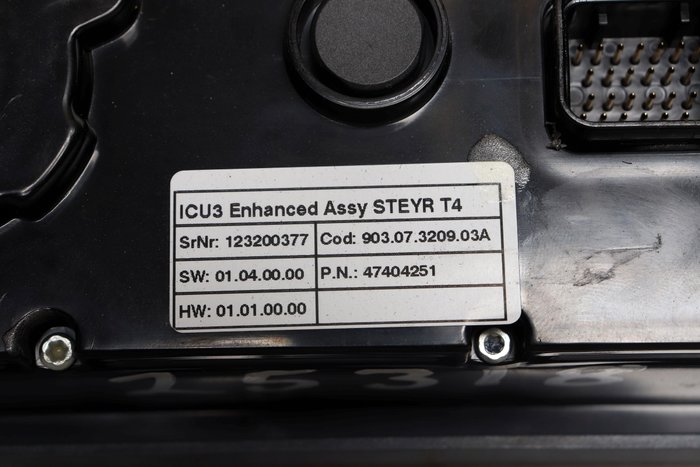 ICU3 Enhanced Assy STEYR T4
SrNr: 123200377 Cod: 903.07.3209.03A
SW: 01.04.00.00 P.N.: 47404251
HW: 01.01.00.00